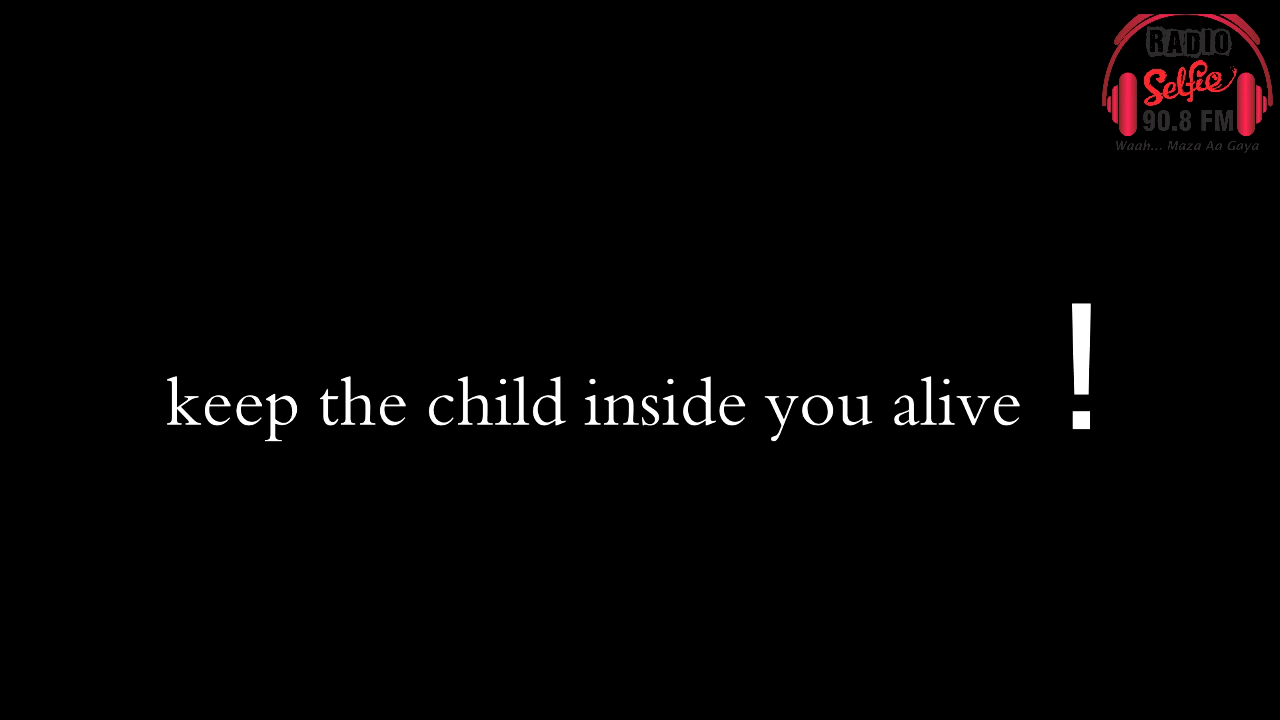 RADIO
Selfie
90.8 FM
Waah... Maza Aa Gaya
keep the child inside you alive !